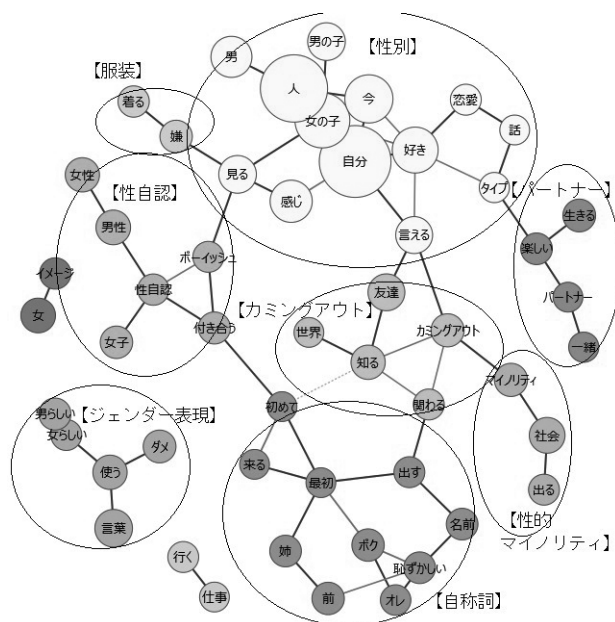 男の子
【性別】
男
【服装】
人
今
着る
恋愛
女の子
嫌
話
自分
好き
女性
見る
【性自認】
タイプ
【パートナー】
感じ
生きる
男性
言える
楽しい
ボーイッシュ
イメージ
性自認
友達
パートナー
女
【カミングアウト】
付き合う
世界
カミングアウト
女子
一緒
知る
マイノリティ
初めて
関わる
男らしい
【ジェンダー表現】
女らしい
社会
ダメ
来る
使う
出す
最初
出る
言葉
名前
【性的
マイノリティ】
ボク
姉
行く
恥ずかしい
仕事
前
オレ
【自称詞】